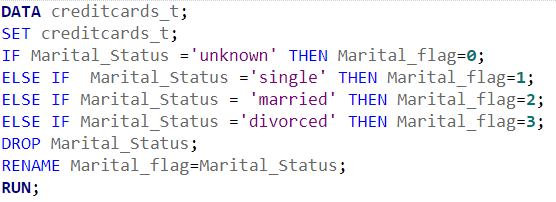 DATA creditcards_t;
SET creditcards_t;
IF Marital_Status ='unknown' THEN Marital_flag=0;
ELSE IF  Marital_Status ='single' THEN Marital_flag=1;
ELSE IF Marital_Status = 'married' THEN Marital_flag=2;
ELSE IF Marital_Status ='divorced' THEN Marital_flag=3;
DROP Marital_Status;
RENAME Marital_flag=Marital_Status;
RUN;